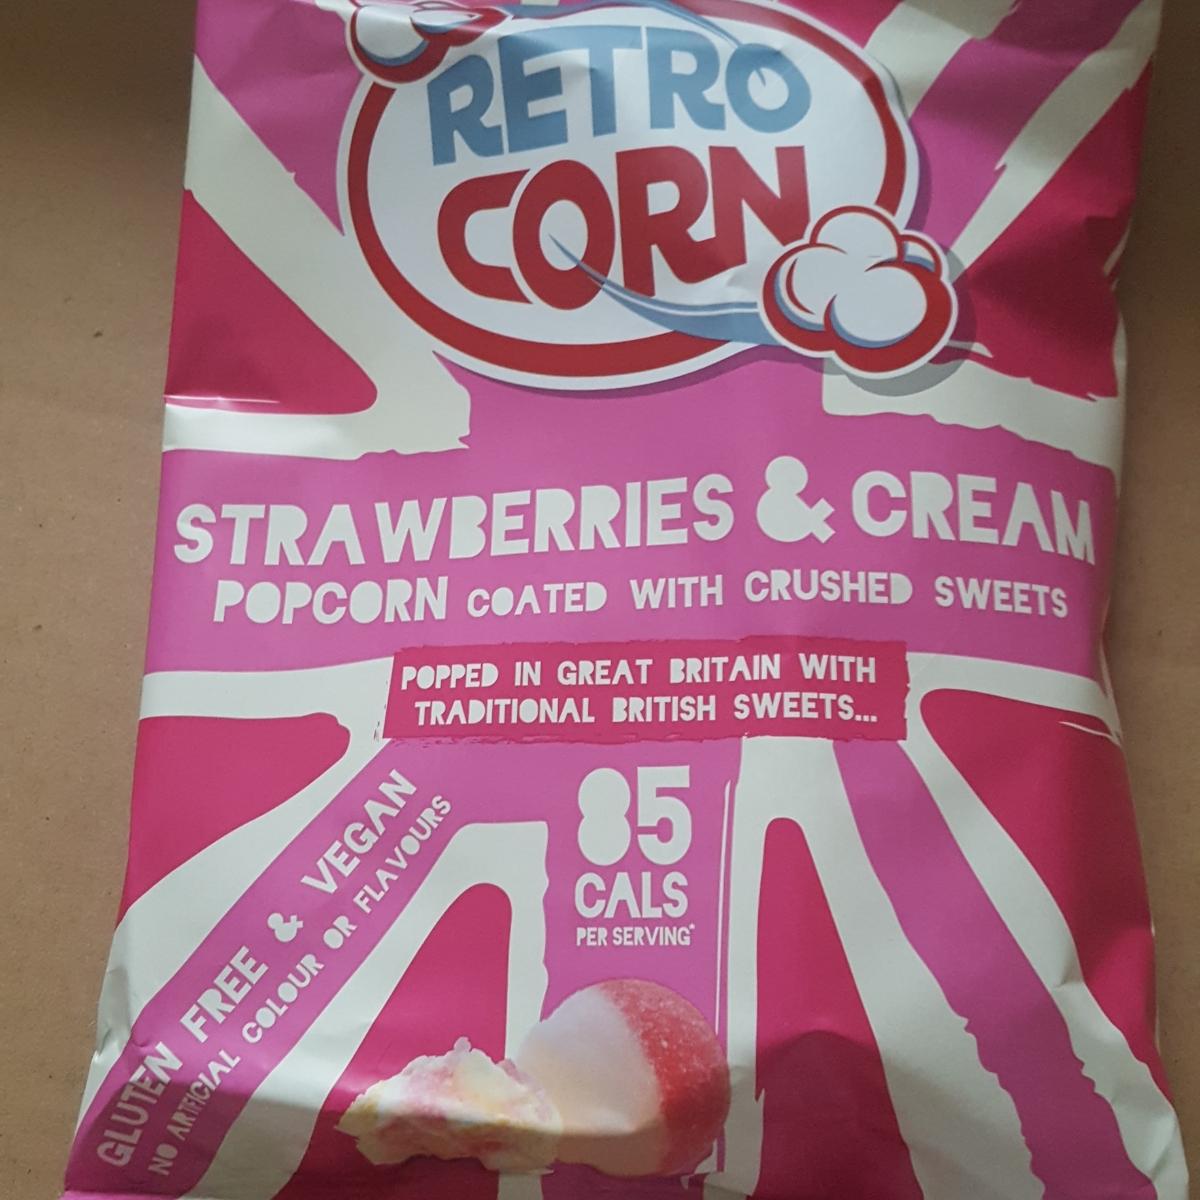 RETRO
CORN
STRAWBERRIES & CREAM
POPCORN COATED WITH CRUSHED SWEETS
POPPED IN GREAT BRITAIN WITH
TRADITIONAL BRITISH SWEETS...
85
CALS
PER SERVING*
GLUTEN FREE & VEGAN
NO ARTIFICIAL COLOUR OR FLAVOURS